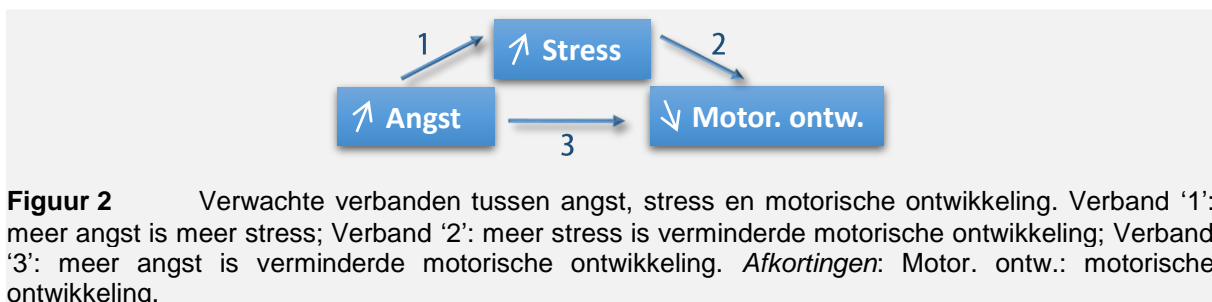 1
↗ Stress
2
↗ Angst
3
↘ Motor. ontw.
Figuur 2 Verwachte verbanden tussen angst, stress en motorische ontwikkeling. Verband ‘1’:
meer angst is meer stress; Verband ‘2’: meer stress is verminderde motorische ontwikkeling; Verband
‘3’: meer angst is verminderde motorische ontwikkeling. Afkortingen: Motor. ontw.: motorische
ontwikkeling.